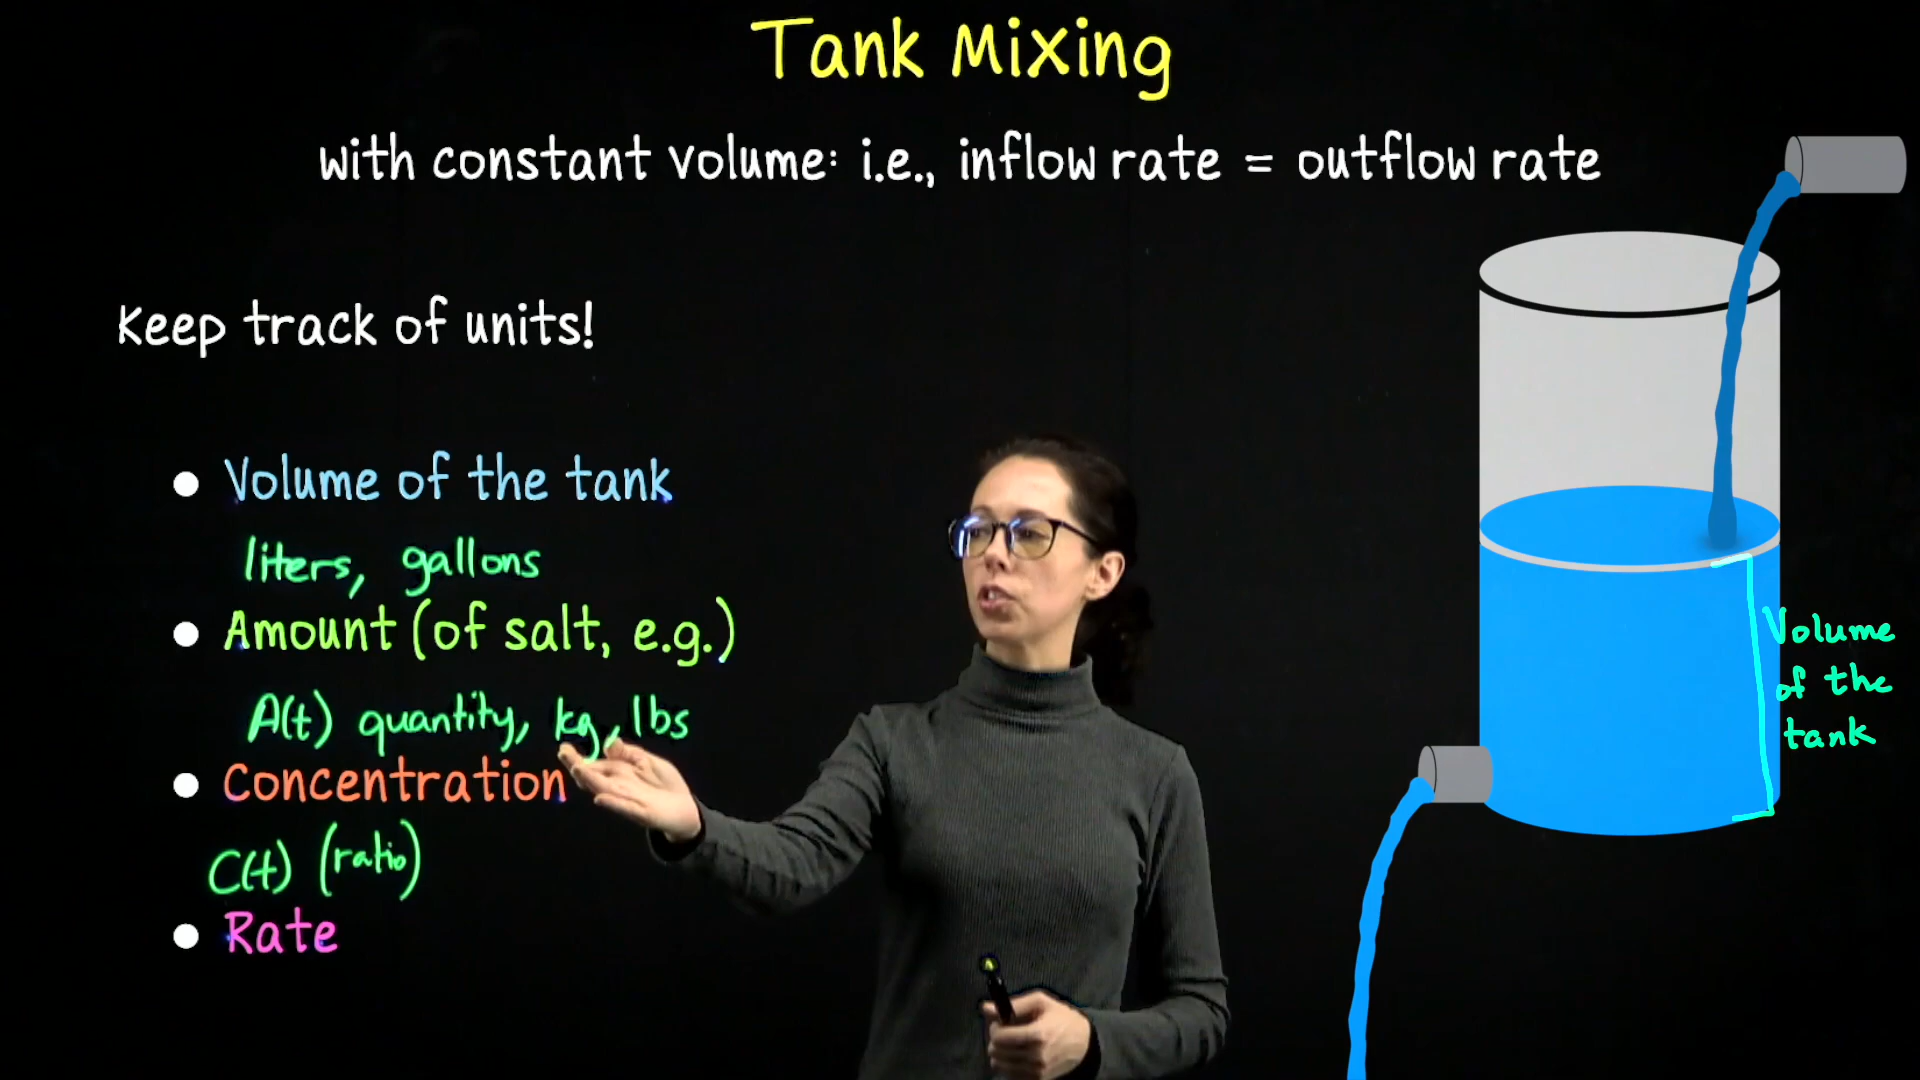 Tank Mixing
with constant volume: i.e., inflow rate = outflow rate
Keep track of units!
• Volume of the tank
liters, gallons
• Amount (of salt, e.g.)
A(t) quantity, kg, lbs
• Concentration
C(t) (ratio)
• Rate
Volume
of the
tank